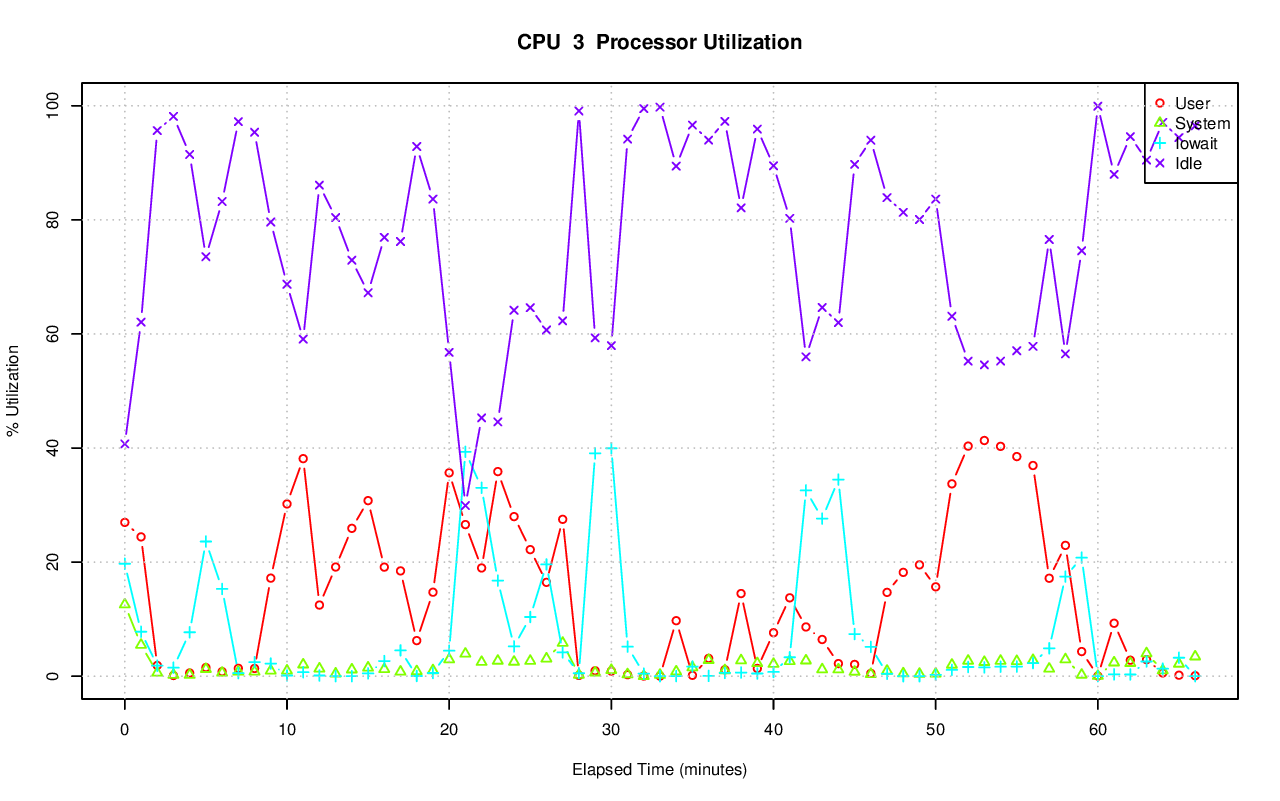 CPU  3  Processor Utilization
% Utilization
100
80
60
40
20
0
User
System
Iowait
Idle
0 10 20 30 40 50 60
Elapsed Time (minutes)